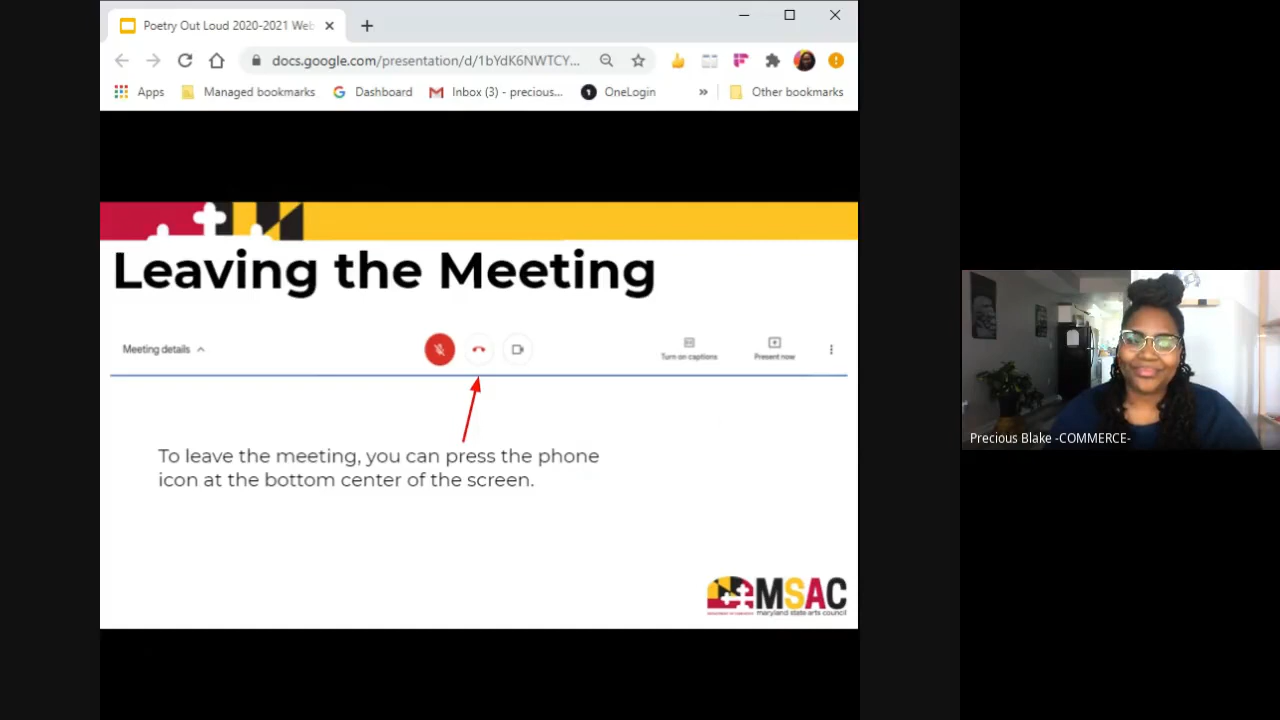 Poetry Out Loud 2020-2021 Web
docs.google.com/presentation/d/1bYdK6NWTCY...
Apps
Managed bookmarks
Dashboard
Inbox (3) - precious...
OneLogin
»
Other bookmarks
Leaving the Meeting
Meeting details
Turn on captions
Present now
To leave the meeting, you can press the phone
icon at the bottom center of the screen.
MSAC
maryland state arts council
Precious Blake -COMMERCE-